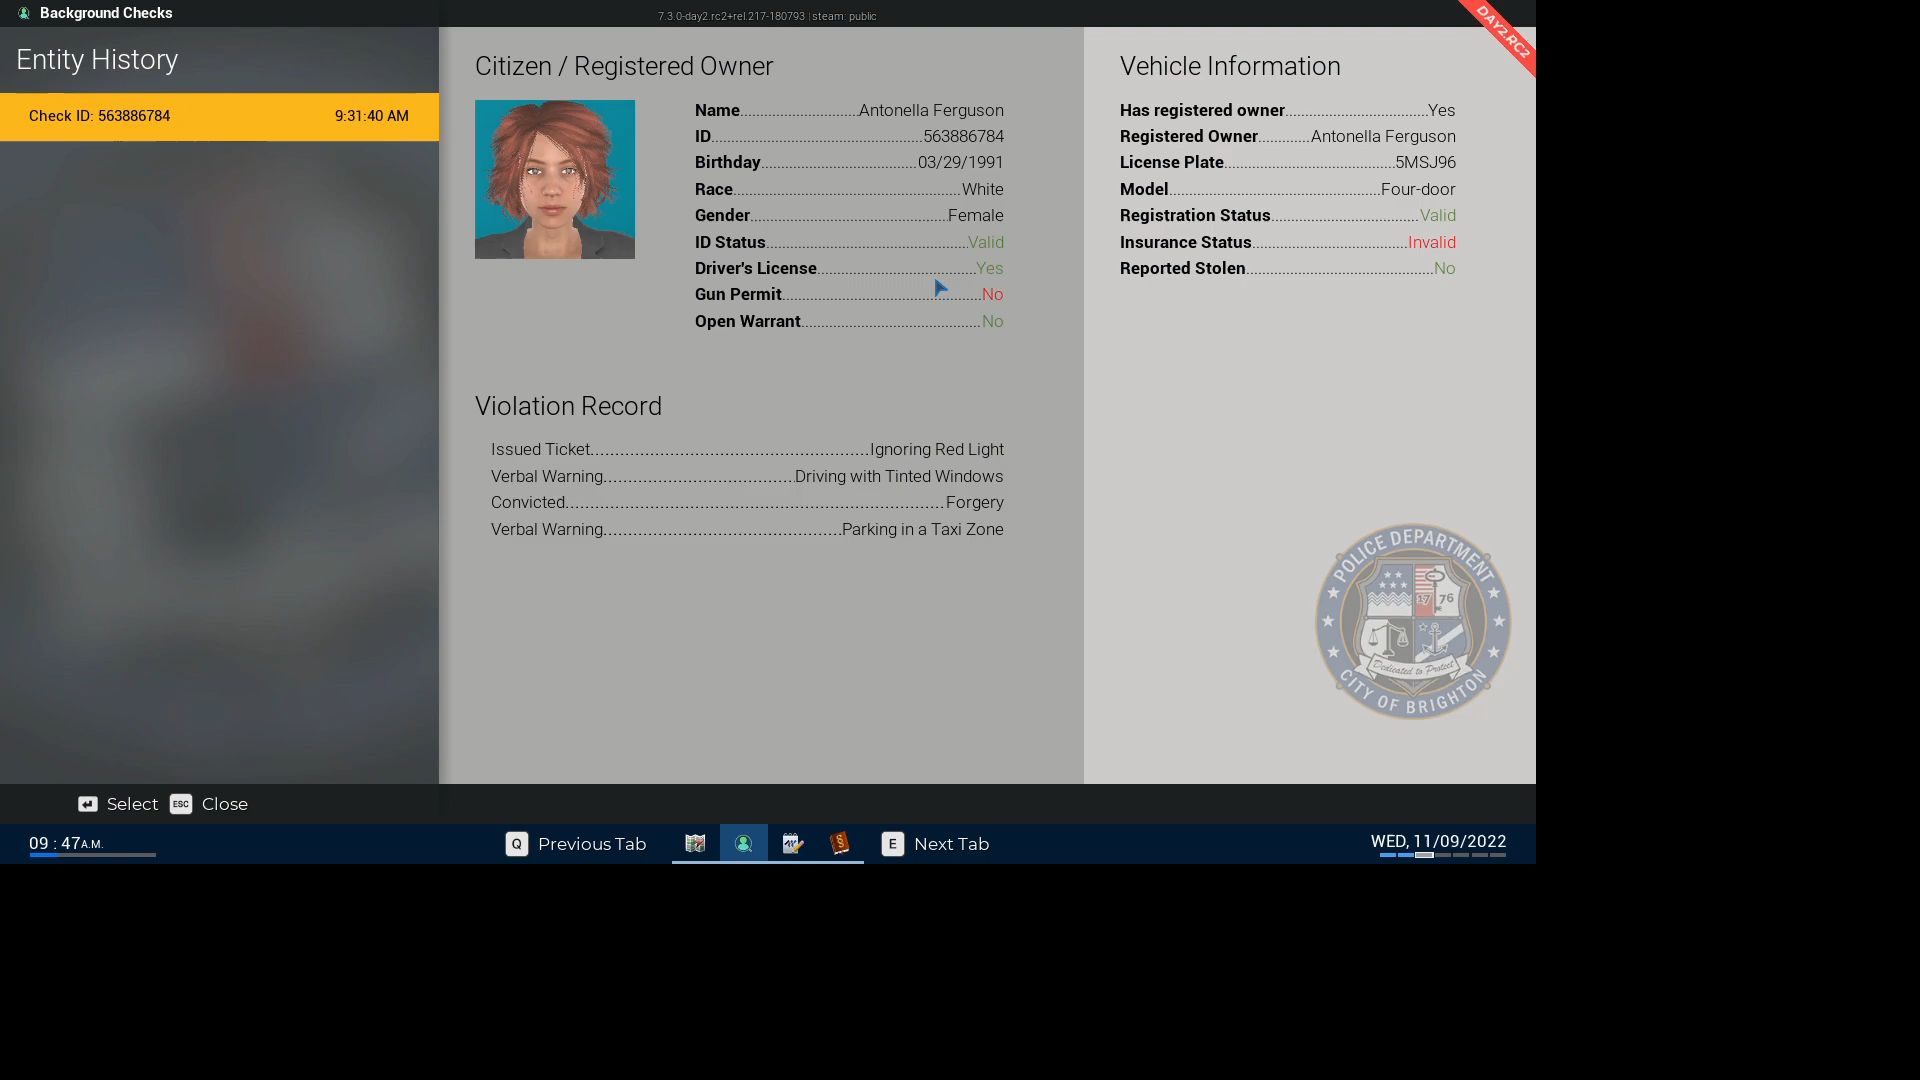 Background Checks
7.3.0-day2.rc2+rel.217-180793 | steam: public
DAY2.RC2
Entity History
Check ID: 563886784 9:31:40 AM
Citizen / Registered Owner
Name Antonella Ferguson
ID 563886784
Birthday 03/29/1991
Race White
Gender Female
ID Status Valid
Driver's License Yes
Gun Permit No
Open Warrant No
Violation Record
Issued Ticket Ignoring Red Light
Verbal Warning Driving with Tinted Windows
Convicted Forgery
Verbal Warning Parking in a Taxi Zone
Vehicle Information
Has registered owner Yes
Registered Owner Antonella Ferguson
License Plate 5MSJ96
Model Four-door
Registration Status Valid
Insurance Status Invalid
Reported Stolen No
POLICE DEPARTMENT
17 76
Dedicated to Protect
CITY OF BRIGHTON
Select ESC Close
09 : 47 A.M.
Q Previous Tab
E Next Tab
WED, 11/09/2022